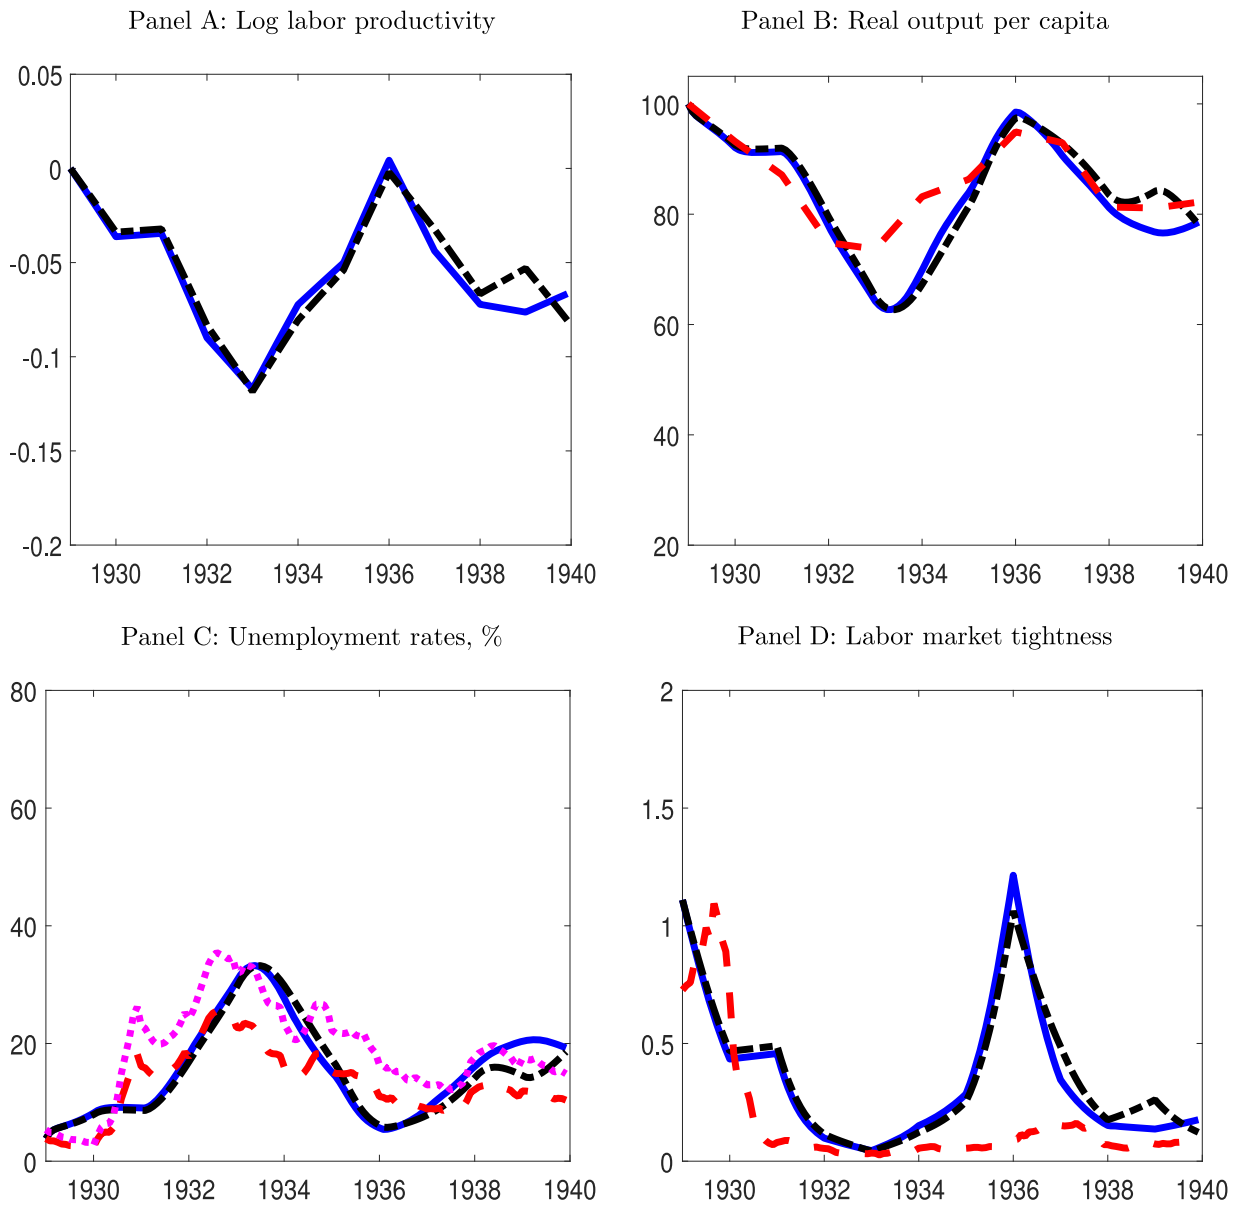 Panel A: Log labor productivity
0.05
0
-0.05
-0.1
-0.15
-0.2
1930 1932 1934 1936 1938 1940
Panel B: Real output per capita
100
80
60
40
20
1930 1932 1934 1936 1938 1940
Panel C: Unemployment rates, %
80
60
40
20
0
1930 1932 1934 1936 1938 1940
Panel D: Labor market tightness
2
1.5
1
0.5
0
1930 1932 1934 1936 1938 1940